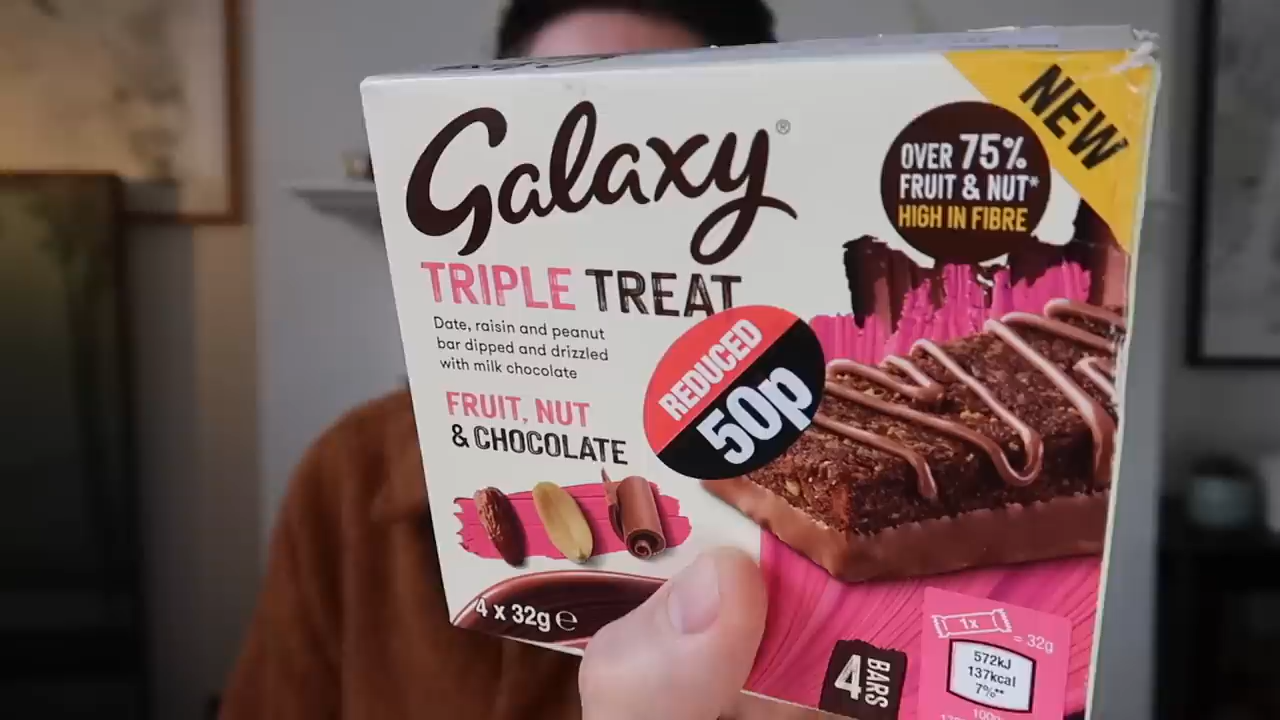 Galaxy®
TRIPLE TREAT
Date, raisin and peanut
bar dipped and drizzled
with milk chocolate
FRUIT, NUT
& CHOCOLATE
REDUCED
50p
OVER 75%
FRUIT & NUT*
HIGH IN FIBRE
NEW
4 x 32g ℮
4 BARS
1x
= 32g
572kJ
137kcal
7%**